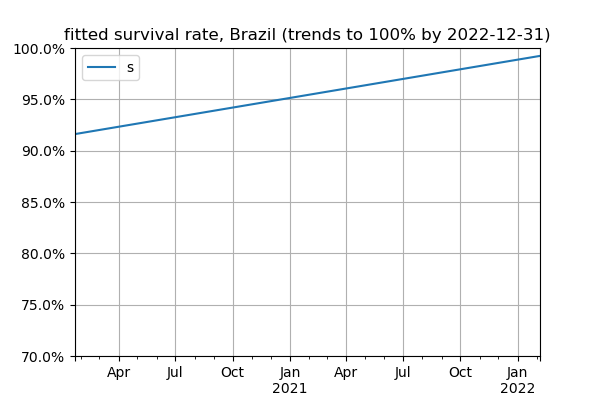 fitted survival rate, Brazil (trends to 100% by 2022-12-31)
100.0%
s
95.0%
90.0%
85.0%
80.0%
75.0%
70.0%
Apr Jul Oct Jan Apr Jul Oct Jan
2021 2022